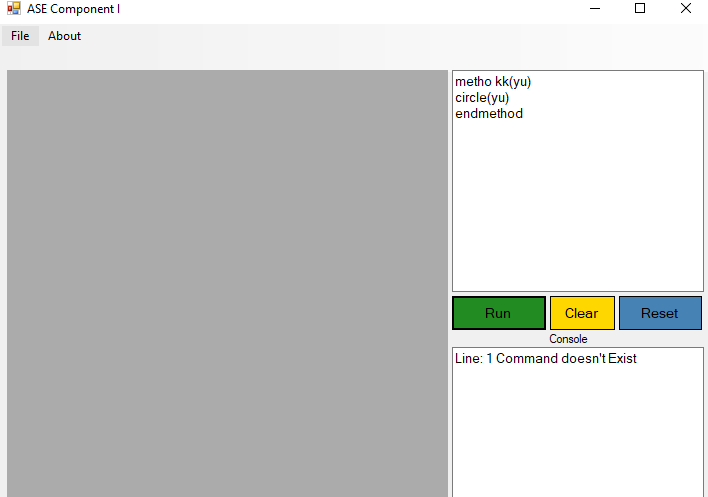 ASE Component I
File About
metho kk(yu)
circle(yu)
endmethod
Run Clear Reset
Console
Line: 1 Command doesn't Exist